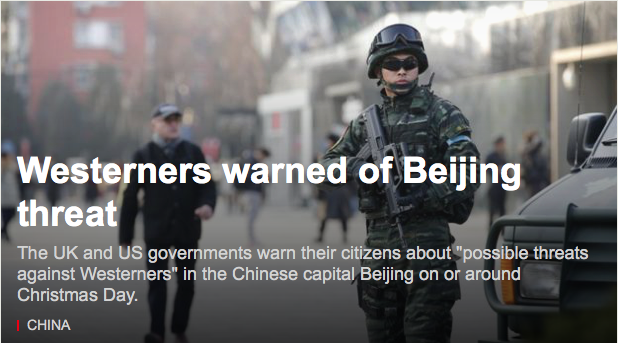 Westerners warned of Beijing
threat
The UK and US governments warn their citizens about "possible threats
against Westerners" in the Chinese capital Beijing on or around
Christmas Day.
CHINA